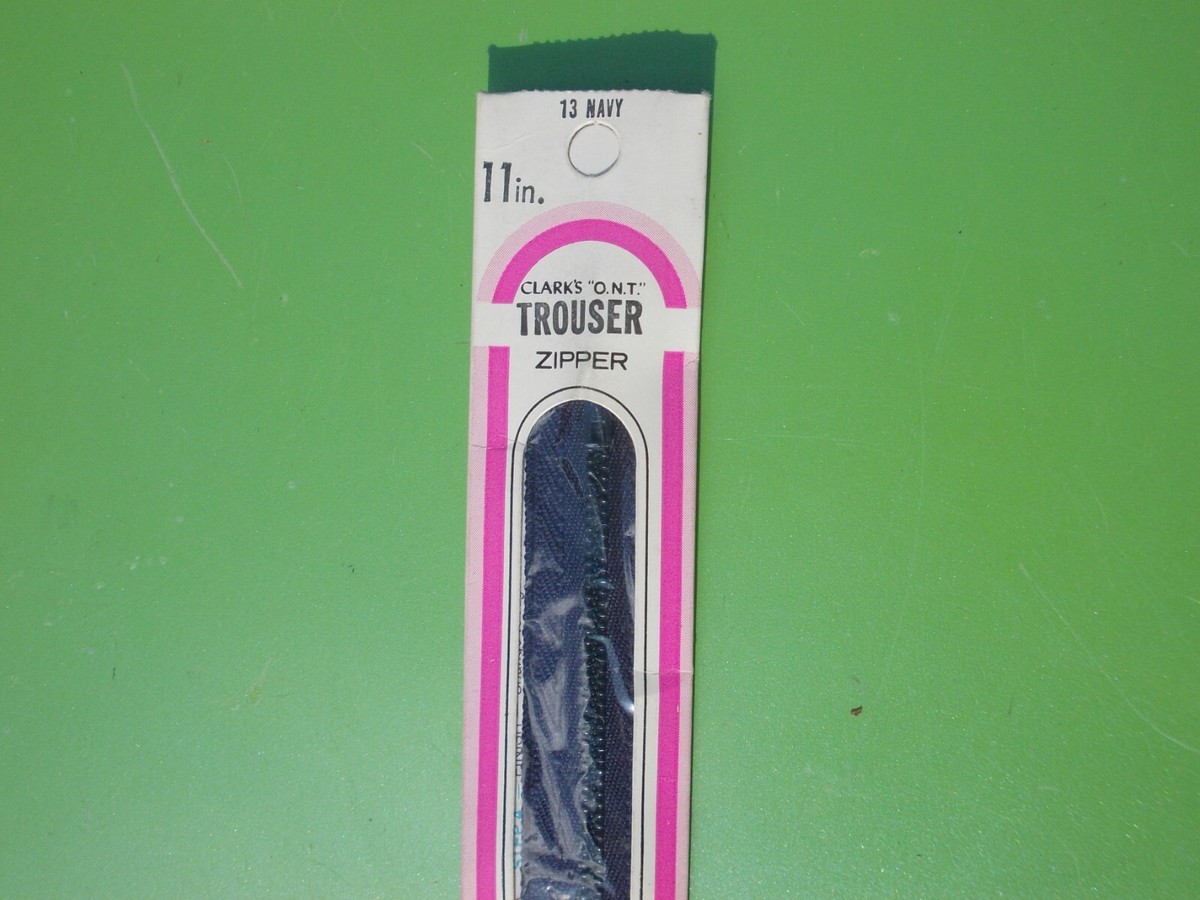 13 NAVY
11in.
CLARK'S "O.N.T."
TROUSER
ZIPPER